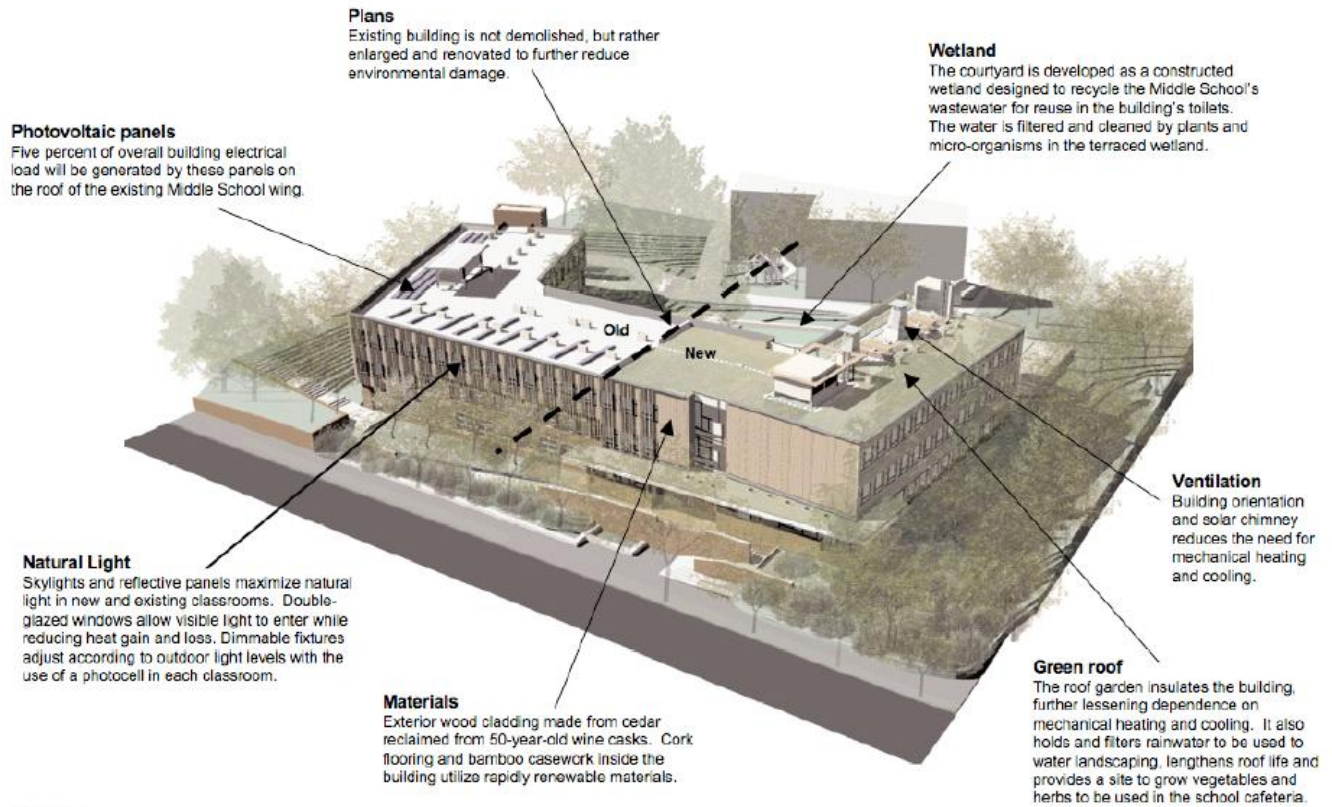 Plans
Existing building is not demolished, but rather
enlarged and renovated to further reduce
environmental damage.
Wetland
The courtyard is developed as a constructed
wetland designed to recycle the Middle School's
wastewater for reuse in the building's toilets.
The water is filtered and cleaned by plants and
micro-organisms in the terraced wetland.
Photovoltaic panels
Five percent of overall building electrical
load will be generated by these panels on
the roof of the existing Middle School wing.
Old
New
Ventilation
Building orientation
and solar chimney
reduces the need for
mechanical heating
and cooling.
Natural Light
Skylights and reflective panels maximize natural
light in new and existing classrooms. Double-
glazed windows allow visible light to enter while
reducing heat gain and loss. Dimmable fixtures
adjust according to outdoor light levels with the
use of a photocell in each classroom.
Materials
Exterior wood cladding made from cedar
reclaimed from 50-year-old wine casks. Cork
flooring and bamboo casework inside the
building utilize rapidly renewable materials.
Green roof
The roof garden insulates the building,
further lessening dependence on
mechanical heating and cooling. It also
holds and filters rainwater to be used to
water landscaping, lengthens roof life and
provides a site to grow vegetables and
herbs to be used in the school cafeteria.